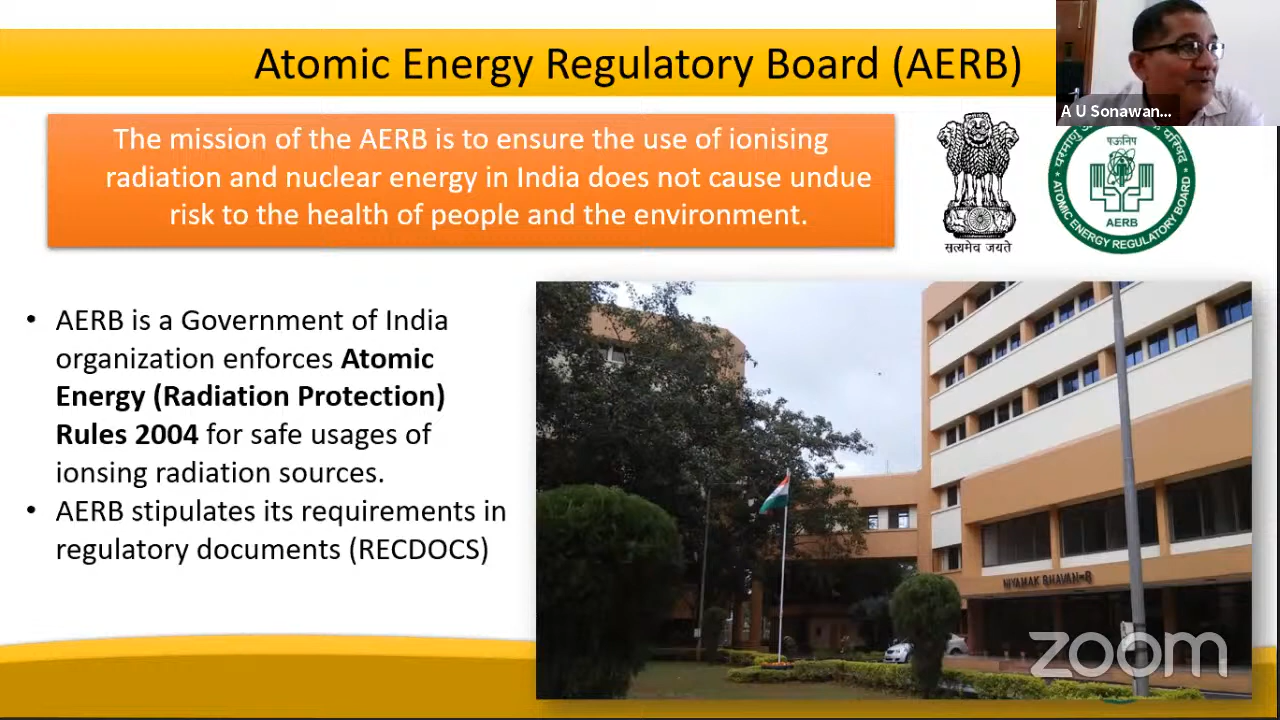 Atomic Energy Regulatory Board (AERB)
A U Sonawan...
The mission of the AERB is to ensure the use of ionising
radiation and nuclear energy in India does not cause undue
risk to the health of people and the environment.
सत्यमेव जयते
पऊनिप
AERB
ATOMIC ENERGY REGULATORY BOARD
• AERB is a Government of India
organization enforces Atomic
Energy (Radiation Protection)
Rules 2004 for safe usages of
ionsing radiation sources.
• AERB stipulates its requirements in
regulatory documents (RECDOCS)
NIYAMAK BHAVAN-B
zoom